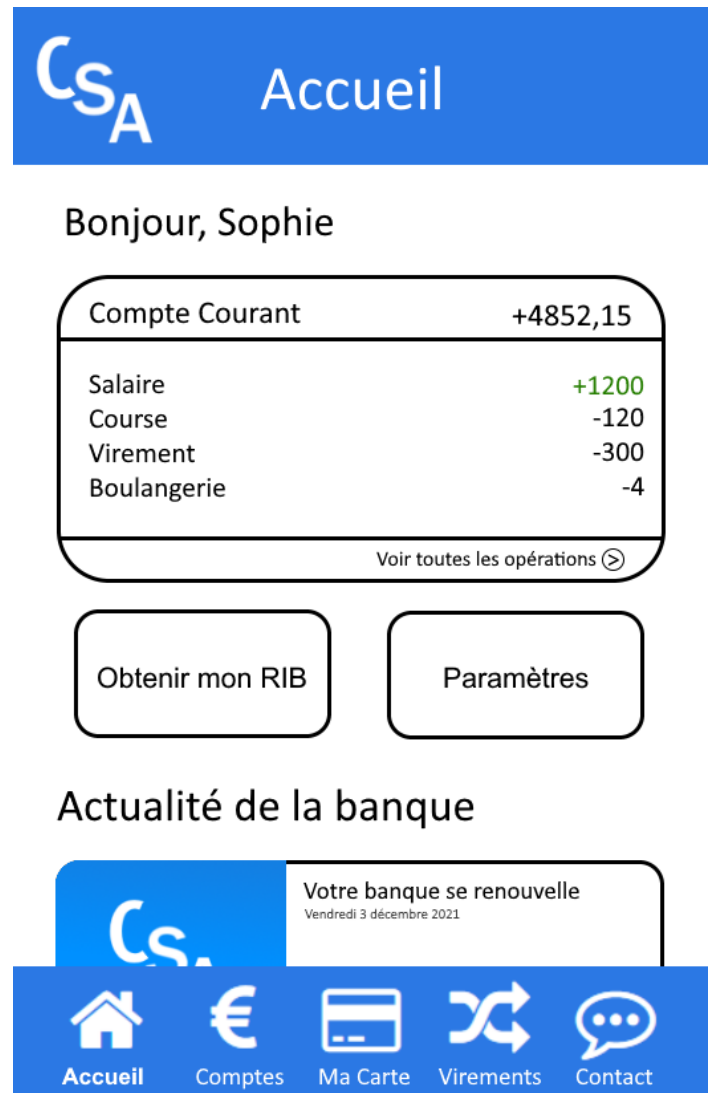 CSA
Accueil
Bonjour, Sophie
Compte Courant +4852,15
Salaire +1200
Course -120
Virement -300
Boulangerie -4
Voir toutes les opérations >
Obtenir mon RIB
Paramètres
Actualité de la banque
CSA
Votre banque se renouvelle
Vendredi 3 décembre 2021
€
Accueil Comptes Ma Carte Virements Contact